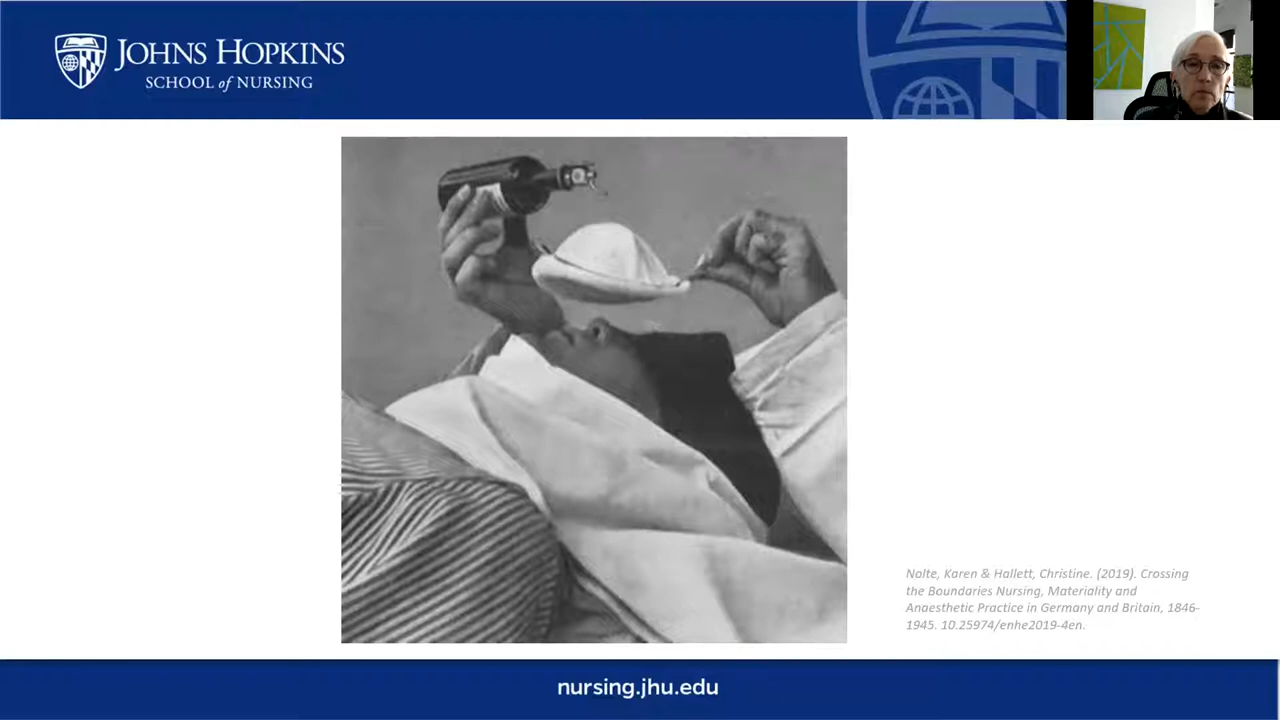 JOHNS HOPKINS
SCHOOL of NURSING
Nolte, Karen & Hallett, Christine. (2019). Crossing
the Boundaries Nursing, Materiality and
Anaesthetic Practice in Germany and Britain, 1846-
1945. 10.25974/enhe2019-4en.
nursing.jhu.edu